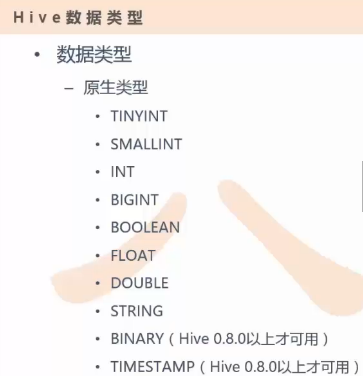 Hive数据类型
• 数据类型
– 原生类型
• TINYINT
• SMALLINT
• INT
• BIGINT
• BOOLEAN
• FLOAT
• DOUBLE
• STRING
• BINARY（Hive 0.8.0以上才可用）
• TIMESTAMP（Hive 0.8.0以上才可用）